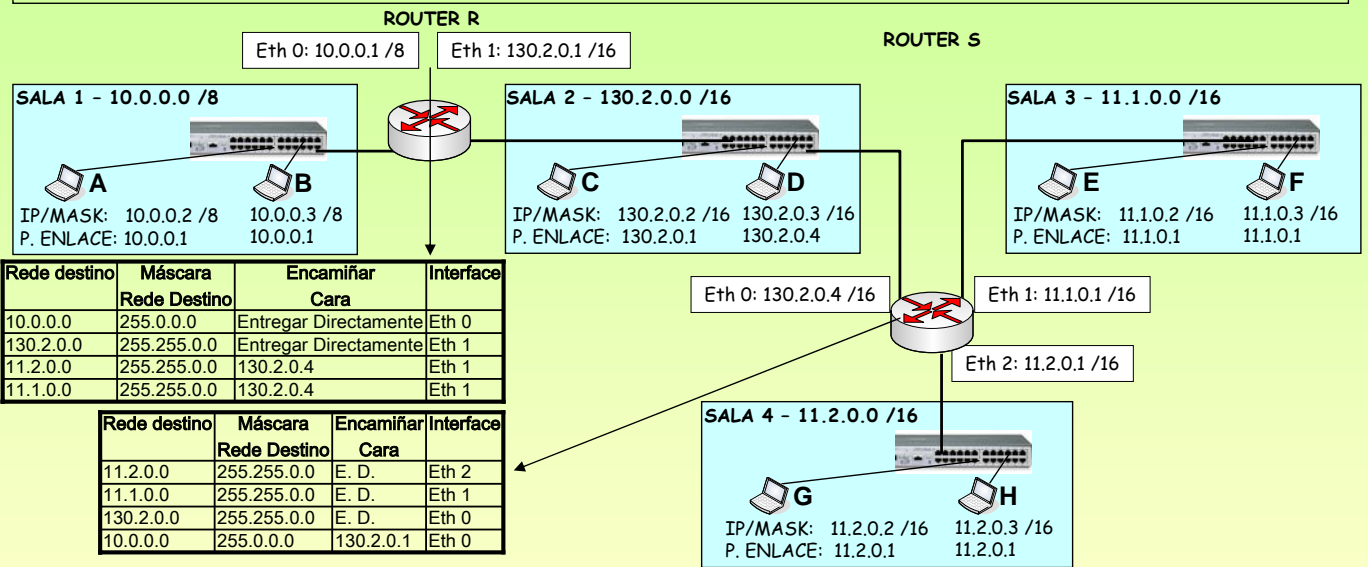 ROUTER R
ROUTER S
Eth 0: 10.0.0.1 /8
Eth 1: 130.2.0.1 /16
SALA 1 – 10.0.0.0 /8
A
B
IP/MASK: 10.0.0.2 /8 10.0.0.3 /8
P. ENLACE: 10.0.0.1 10.0.0.1
SALA 2 – 130.2.0.0 /16
C
D
IP/MASK: 130.2.0.2 /16 130.2.0.3 /16
P. ENLACE: 130.2.0.1 130.2.0.4
SALA 3 – 11.1.0.0 /16
E
F
IP/MASK: 11.1.0.2 /16 11.1.0.3 /16
P. ENLACE: 11.1.0.1 11.1.0.1
Rede destino Máscara Encamiñar Interface
Rede Destino Cara
10.0.0.0 255.0.0.0 Entregar Directamente Eth 0
130.2.0.0 255.255.0.0 Entregar Directamente Eth 1
11.2.0.0 255.255.0.0 130.2.0.4 Eth 1
11.1.0.0 255.255.0.0 130.2.0.4 Eth 1
Eth 0: 130.2.0.4 /16
Eth 1: 11.1.0.1 /16
Eth 2: 11.2.0.1 /16
Rede destino Máscara Encamiñar Interface
Rede Destino Cara
11.2.0.0 255.255.0.0 E. D. Eth 2
11.1.0.0 255.255.0.0 E. D. Eth 1
130.2.0.0 255.255.0.0 E. D. Eth 0
10.0.0.0 255.0.0.0 130.2.0.1 Eth 0
SALA 4 – 11.2.0.0 /16
G
H
IP/MASK: 11.2.0.2 /16 11.2.0.3 /16
P. ENLACE: 11.2.0.1 11.2.0.1